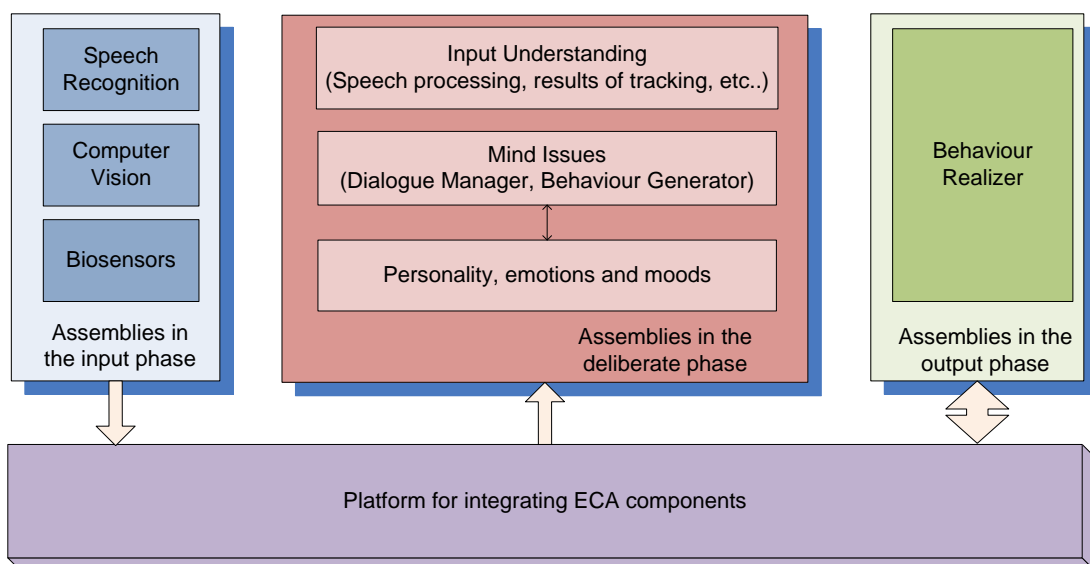 Speech
Recognition
Computer
Vision
Biosensors
Assemblies in
the input phase
Input Understanding
(Speech processing, results of tracking, etc..)
Mind Issues
(Dialogue Manager, Behaviour Generator)
Personality, emotions and moods
Assemblies in the
deliberate phase
Behaviour
Realizer
Assemblies in the
output phase
Platform for integrating ECA components